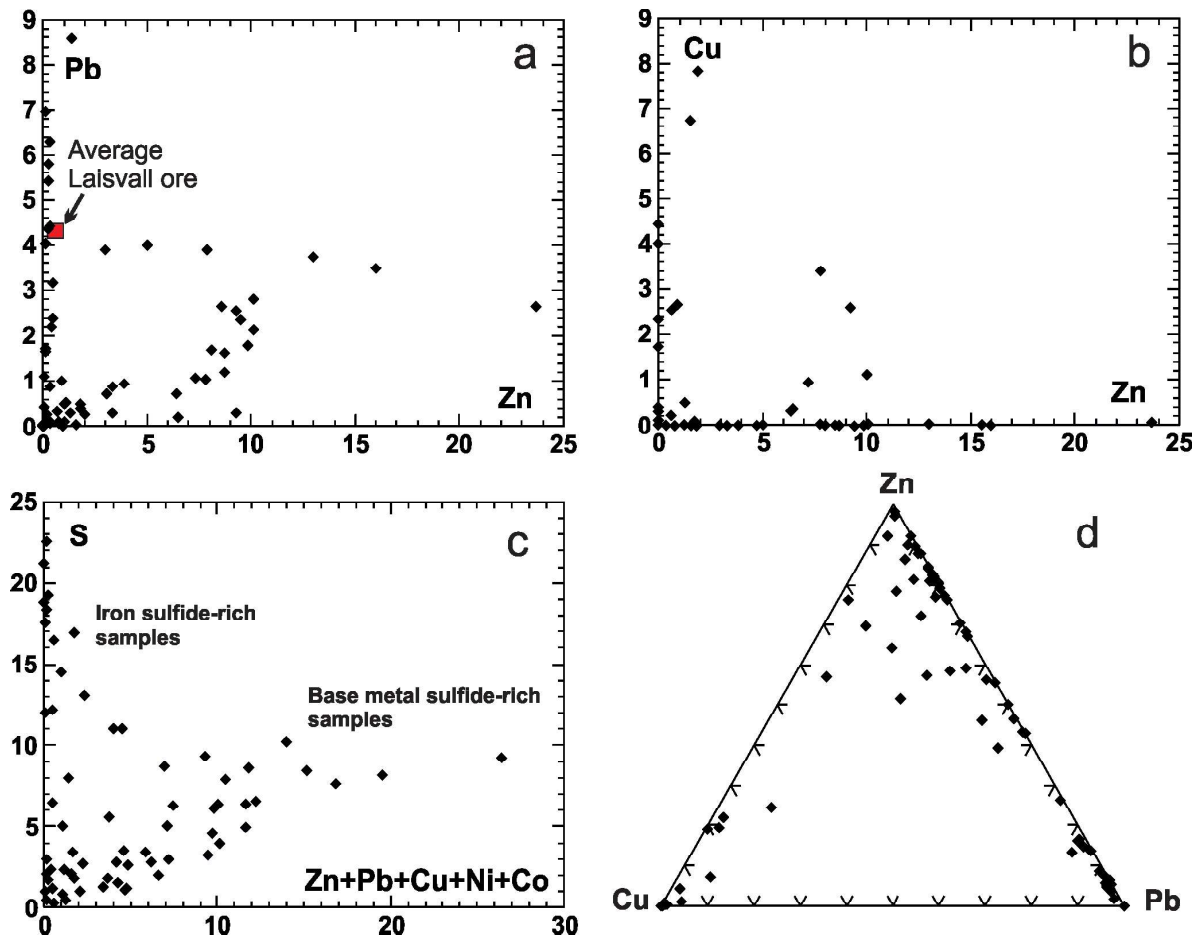 9
8
7
6
5
4
3
2
1
0
Pb
a
Average
Laisvall ore
Zn
0 5 10 15 20 25
9
8
7
6
5
4
3
2
1
0
Cu
b
Zn
0 5 10 15 20 25
25
20
15
10
5
0
S
c
Iron sulfide-rich
samples
Base metal sulfide-rich
samples
Zn+Pb+Cu+Ni+Co
0 10 20 30
Zn
d
Cu
Pb